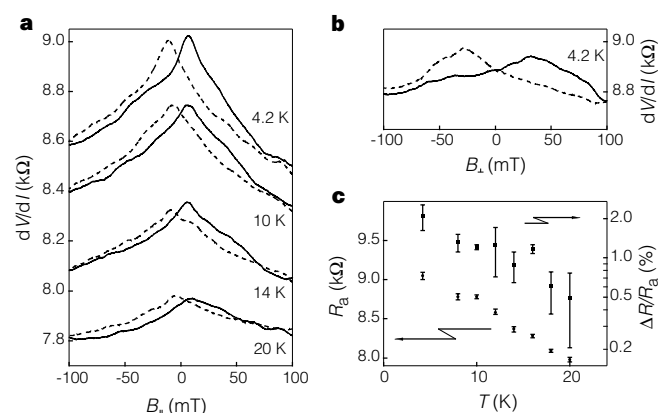 a
9.0
8.8
8.6
8.4
8.2
8.0
7.8
dV/dI (kΩ)
4.2 K
10 K
14 K
20 K
-100 -50 0 50 100
b
4.2 K
9.0
8.8
dV/dI (kΩ)
-100 -50 0 50 100
B⊥ (mT)
c
9.5
9.0
8.5
8.0
Ra (kΩ)
2.0
1.0
0.5
0.2
ΔR/Ra (%)
0 5 10 15 20
T (K)